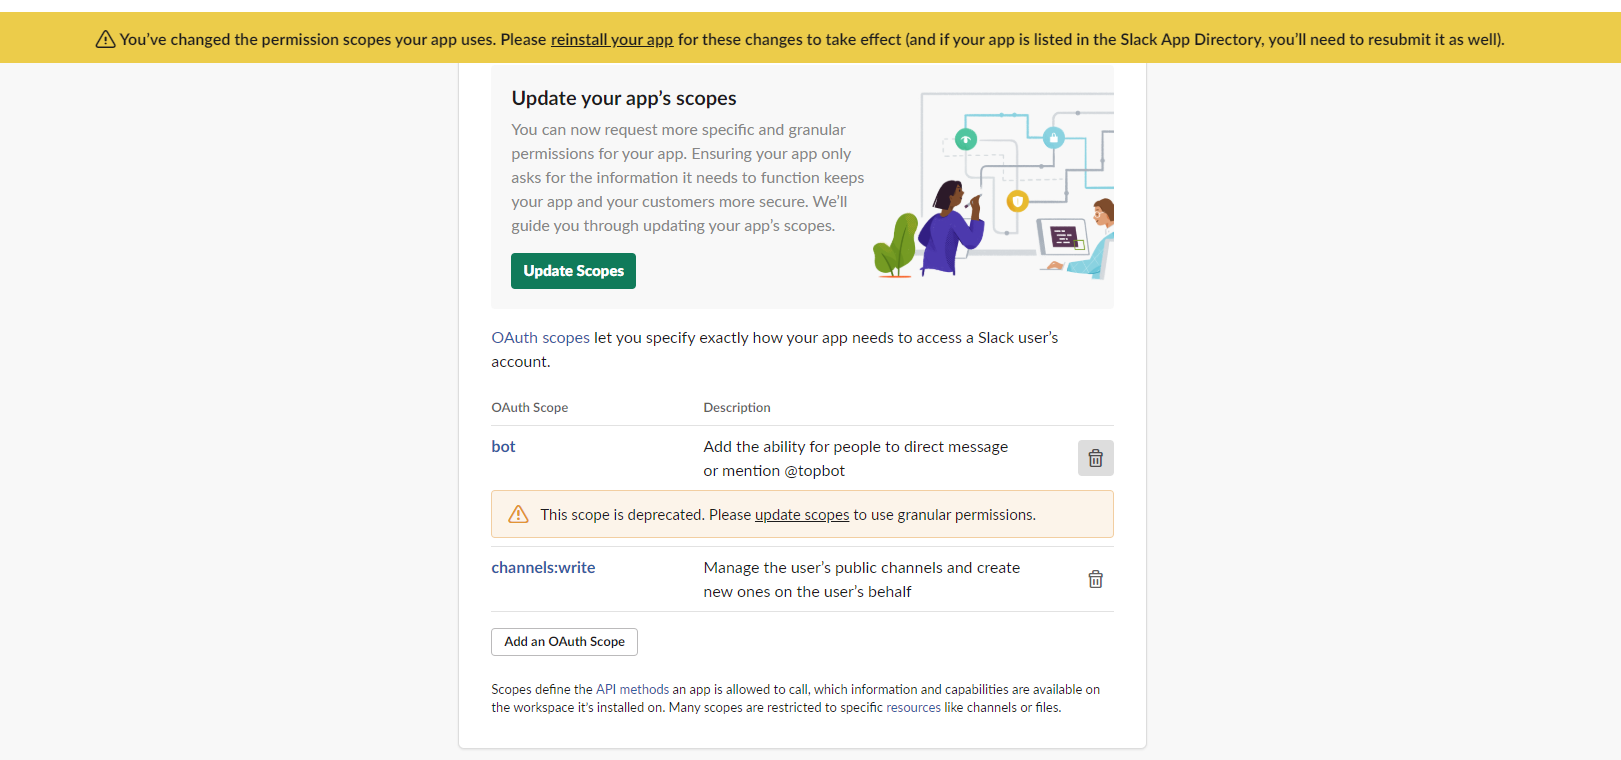 You’ve changed the permission scopes your app uses. Please reinstall your app for these changes to take effect (and if your app is listed in the Slack App Directory, you’ll need to resubmit it as well).
Update your app’s scopes
You can now request more specific and granular
permissions for your app. Ensuring your app only
asks for the information it needs to function keeps
your app and your customers more secure. We’ll
guide you through updating your app’s scopes.
Update Scopes
OAuth scopes let you specify exactly how your app needs to access a Slack user’s
account.
OAuth Scope Description
bot Add the ability for people to direct message
or mention @topbot
This scope is deprecated. Please update scopes to use granular permissions.
channels:write Manage the user’s public channels and create
new ones on the user’s behalf
Add an OAuth Scope
Scopes define the API methods an app is allowed to call, which information and capabilities are available on
the workspace it’s installed on. Many scopes are restricted to specific resources like channels or files.